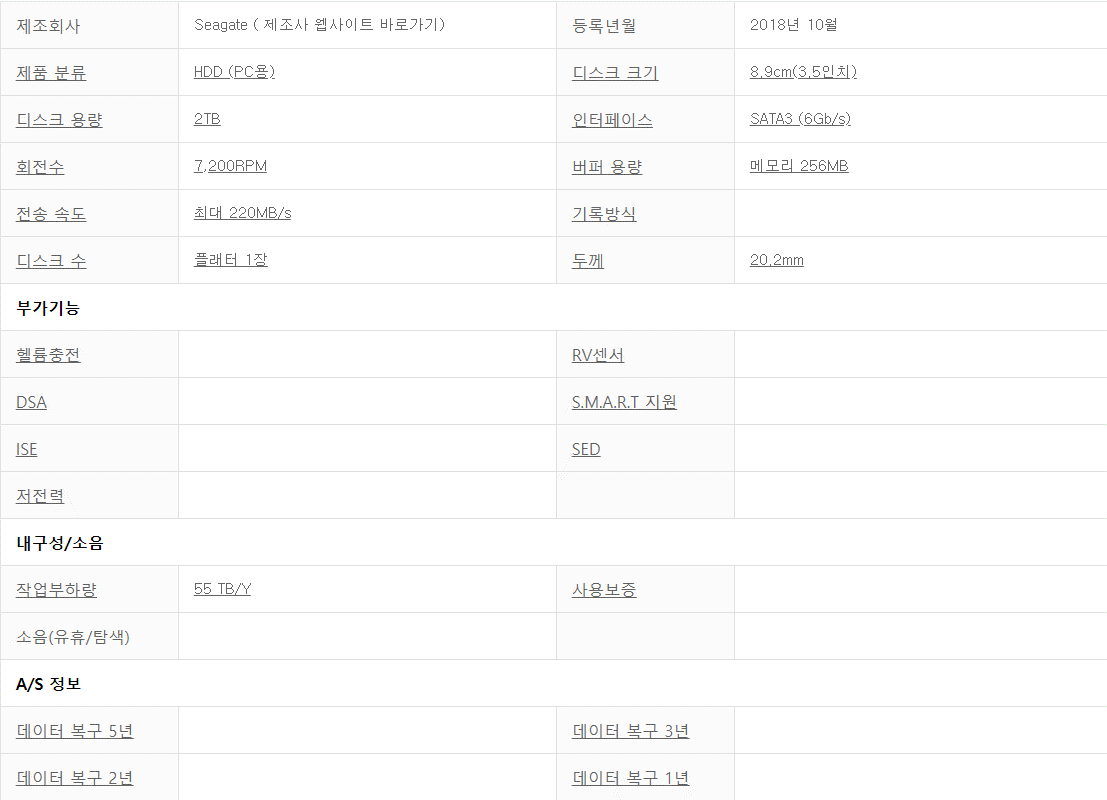 제조회사 Seagate ( 제조사 웹사이트 바로가기) 등록년월 2018년 10월
제품 분류 HDD (PC용) 디스크 크기 8.9cm(3.5인치)
디스크 용량 2TB 인터페이스 SATA3 (6Gb/s)
회전수 7,200RPM 버퍼 용량 메모리 256MB
전송 속도 최대 220MB/s 기록방식
디스크 수 플래터 1장 두께 20.2mm
부가기능
헬륨충전 RV센서
DSA S.M.A.R.T 지원
ISE SED
저전력
내구성/소음
작업부하량 55 TB/Y 사용보증
소음(유휴/탐색)
A/S 정보
데이터 복구 5년 데이터 복구 3년
데이터 복구 2년 데이터 복구 1년